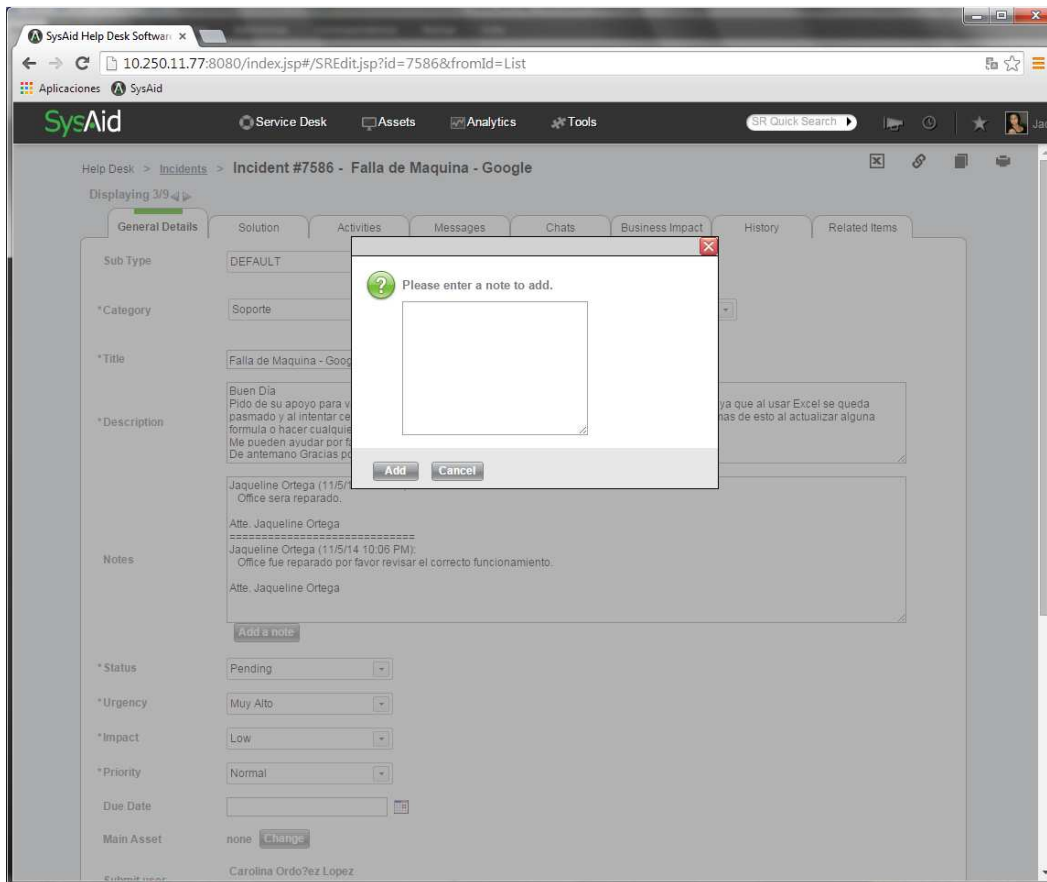 SysAid Help Desk Softwar
10.250.11.77:8080/index.jsp#/SREdit.jsp?id=7586&fromId=List
Aplicaciones SysAid
SysAid Service Desk Assets Analytics Tools SR Quick Search Jac
Help Desk > Incidents > Incident #7586 - Falla de Maquina - Google
Displaying 3/9
General Details Solution Activities Messages Chats Business Impact History Related Items
Sub Type DEFAULT
Please enter a note to add.
*Category Soporte
*Title Falla de Maquina - Goog
*Description
Buen Día
Pido de su apoyo para v ya que al usar Excel se queda
pasmado y al intentar ce mas de esto al actualizar alguna
formula o hacer cualquie
Me pueden ayudar por fa
De antemano Gracias po
Add Cancel
Notes
Jaqueline Ortega (11/5/1
Office sera reparado.
Atte. Jaqueline Ortega
=============================
Jaqueline Ortega (11/5/14 10:06 PM):
Office fue reparado por favor revisar el correcto funcionamiento.
Atte. Jaqueline Ortega
Add a note
*Status Pending
*Urgency Muy Alto
*Impact Low
*Priority Normal
Due Date
Main Asset none Change
Submit user Carolina Ordo?ez Lopez